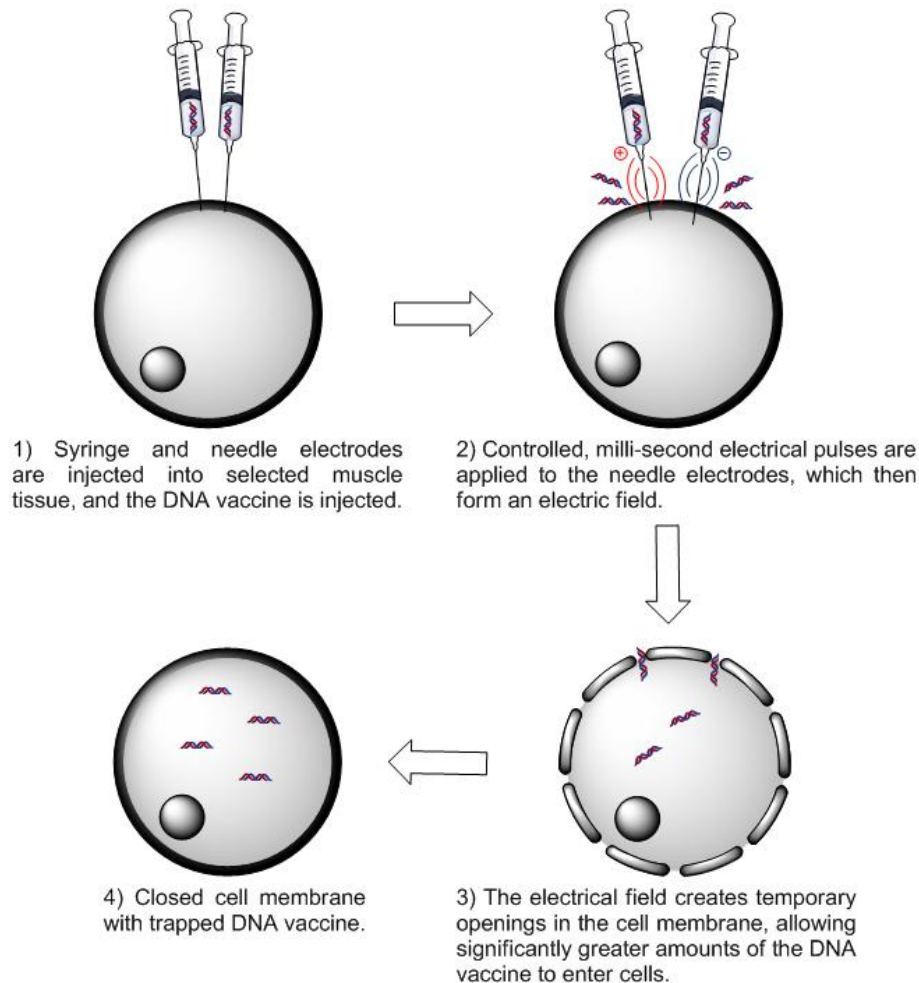 +
−
1) Syringe and needle electrodes
are injected into selected muscle
tissue, and the DNA vaccine is injected.
2) Controlled, milli-second electrical pulses are
applied to the needle electrodes, which then
form an electric field.
4) Closed cell membrane
with trapped DNA vaccine.
3) The electrical field creates temporary
openings in the cell membrane, allowing
significantly greater amounts of the DNA
vaccine to enter cells.